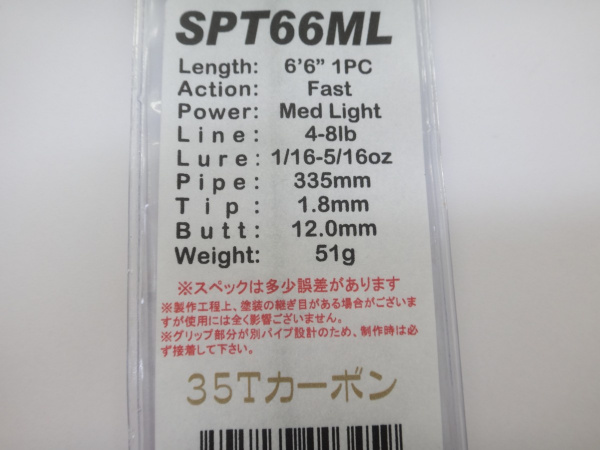 SPT66ML
Length: 6'6" 1PC
Action: Fast
Power: Med Light
Line: 4-8lb
Lure: 1/16-5/16oz
Pipe: 335mm
Tip: 1.8mm
Butt: 12.0mm
Weight: 51g
※スペックは多少誤差があります
※製作工程上、塗装の継ぎ目がある場合がございま
すが使用には全く影響ございません。
※グリップ部分が別パイプ設計のため、制作時は必
ず接着して下さい。
35Tカーボン